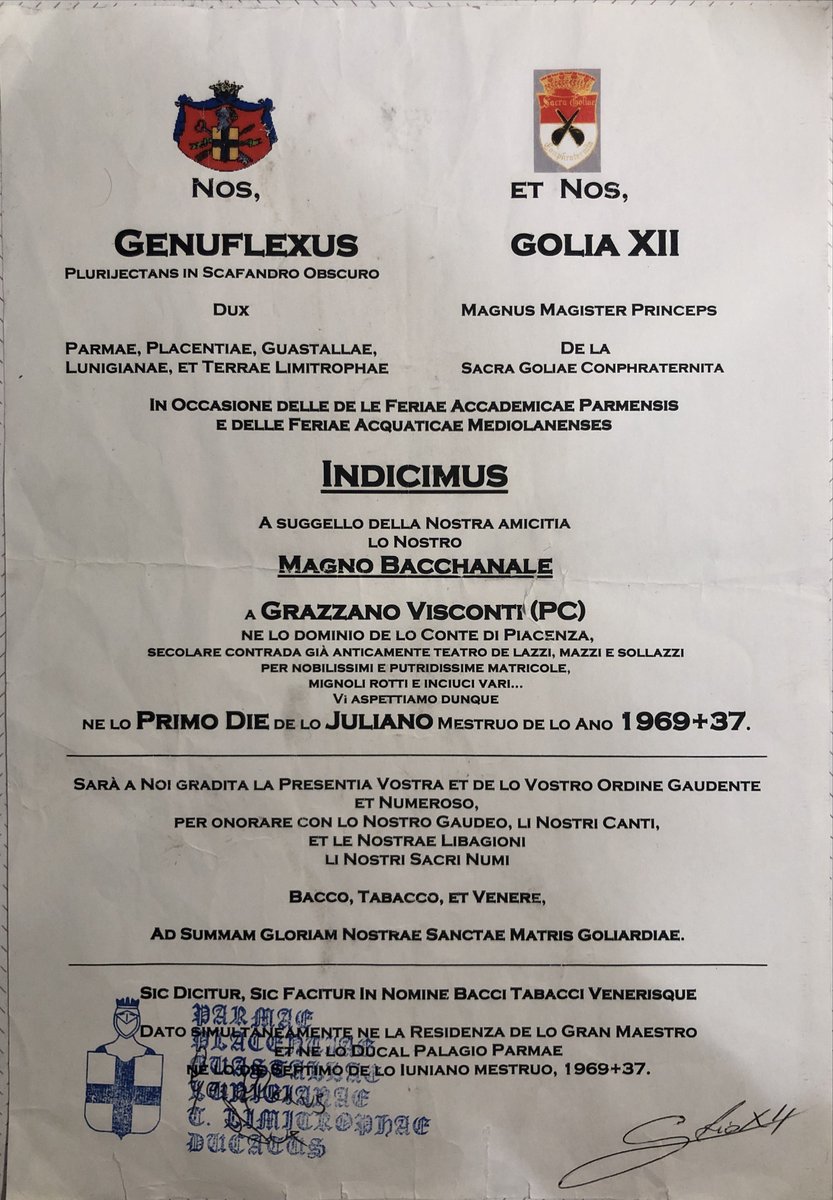 Sacra Goliae
Conphraternita
Nos,
et Nos,
Genuflexus
golia XII
Plurijectans in Scafandro Obscuro
Dux
Magnus Magister Princeps
Parmae, Placentiae, Guastallae,
Lunigianae, et Terrae Limitrophae
De la
Sacra Goliae Conphraternita
In Occasione delle de le Feriae Accademicae Parmensis
e delle Feriae Acquaticae Mediolanenses
Indicimus
A suggello della Nostra amicitia
lo Nostro
Magno Bacchanale
a Grazzano Visconti (PC)
ne lo dominio de lo Conte di Piacenza,
secolare contrada già anticamente teatro de lazzi, mazzi e sollazzi
per nobilissimi e putridissime matricole,
mignoli rotti e inciuci vari...
Vi aspettiamo dunque
ne lo Primo Die de lo Juliano Mestruo de lo Ano 1969+37.
Sarà a Noi gradita la Presentia Vostra et de lo Vostro Ordine Gaudente
et Numeroso,
per onorare con lo Nostro Gaudeo, li Nostri Canti,
et le Nostrae Libagioni
li Nostri Sacri Numi
Bacco, Tabacco, et Venere,
Ad Summam Gloriam Nostrae Sanctae Matris Goliardiae.
Sic Dicitur, Sic Facitur In Nomine Bacci Tabacci Venerisque
Dato simultaneamente ne la Residenza de lo Gran Maestro
et ne lo Ducal Palagio Parmae
ne lo die Septimo de lo Iuniano mestruo, 1969+37.
PARMAE
PLACENTIAE
GUASTALLAE
LUNIGIANAE
T. LIMITROPHAE
DUCATUS